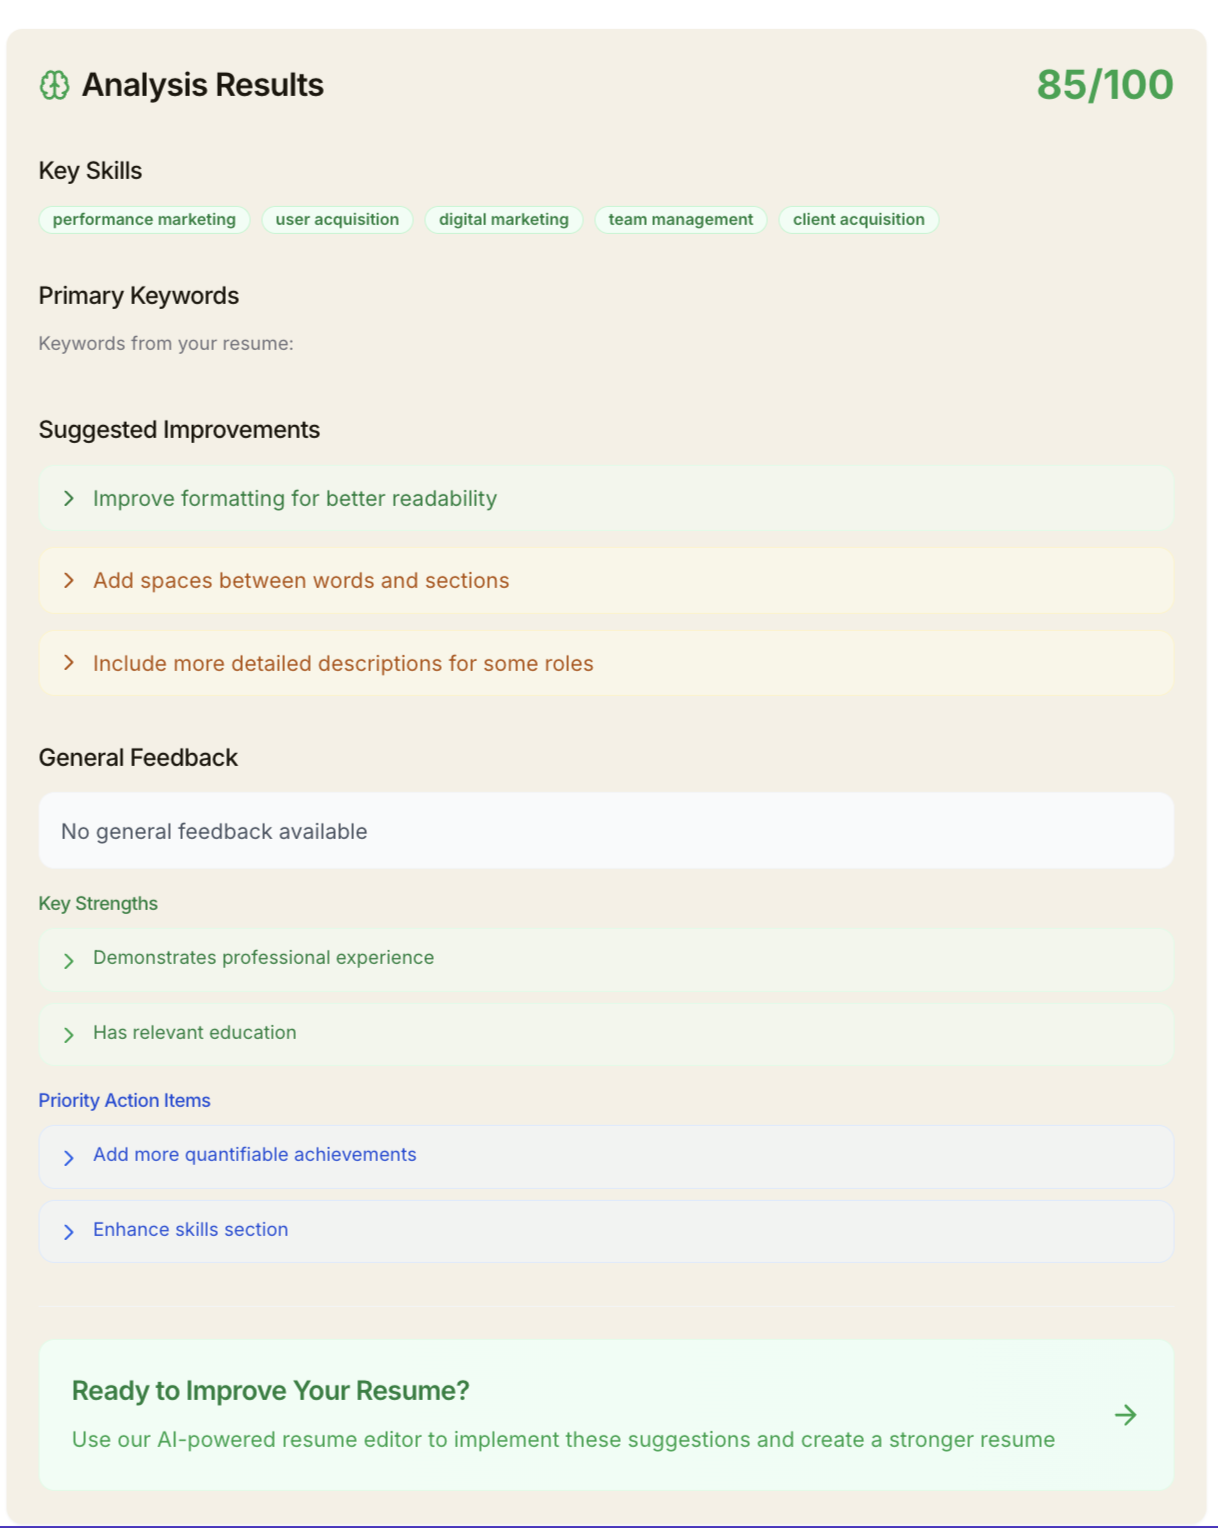 Analysis Results
85/100
Key Skills
performance marketing user acquisition digital marketing team management client acquisition
Primary Keywords
Keywords from your resume:
Suggested Improvements
Improve formatting for better readability
Add spaces between words and sections
Include more detailed descriptions for some roles
General Feedback
No general feedback available
Key Strengths
Demonstrates professional experience
Has relevant education
Priority Action Items
Add more quantifiable achievements
Enhance skills section
Ready to Improve Your Resume?
Use our AI-powered resume editor to implement these suggestions and create a stronger resume